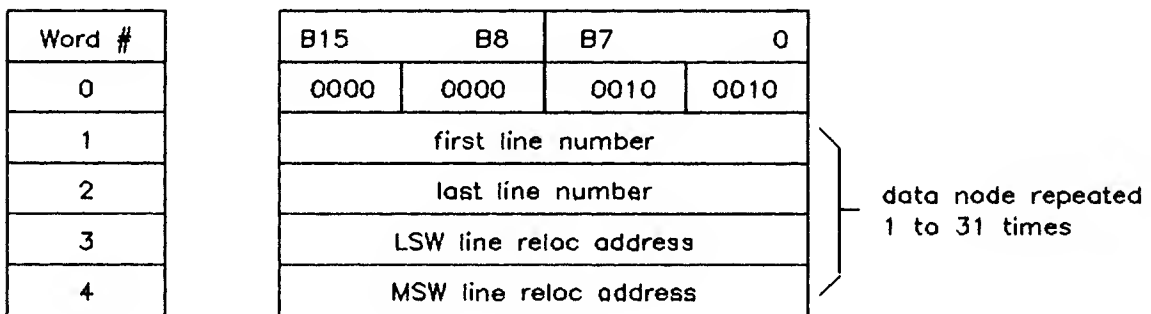 Word # B15 B8 B7 0
0 0000 0000 0010 0010
1 first line number
2 last line number
3 LSW line reloc address
4 MSW line reloc address
data node repeated
1 to 31 times